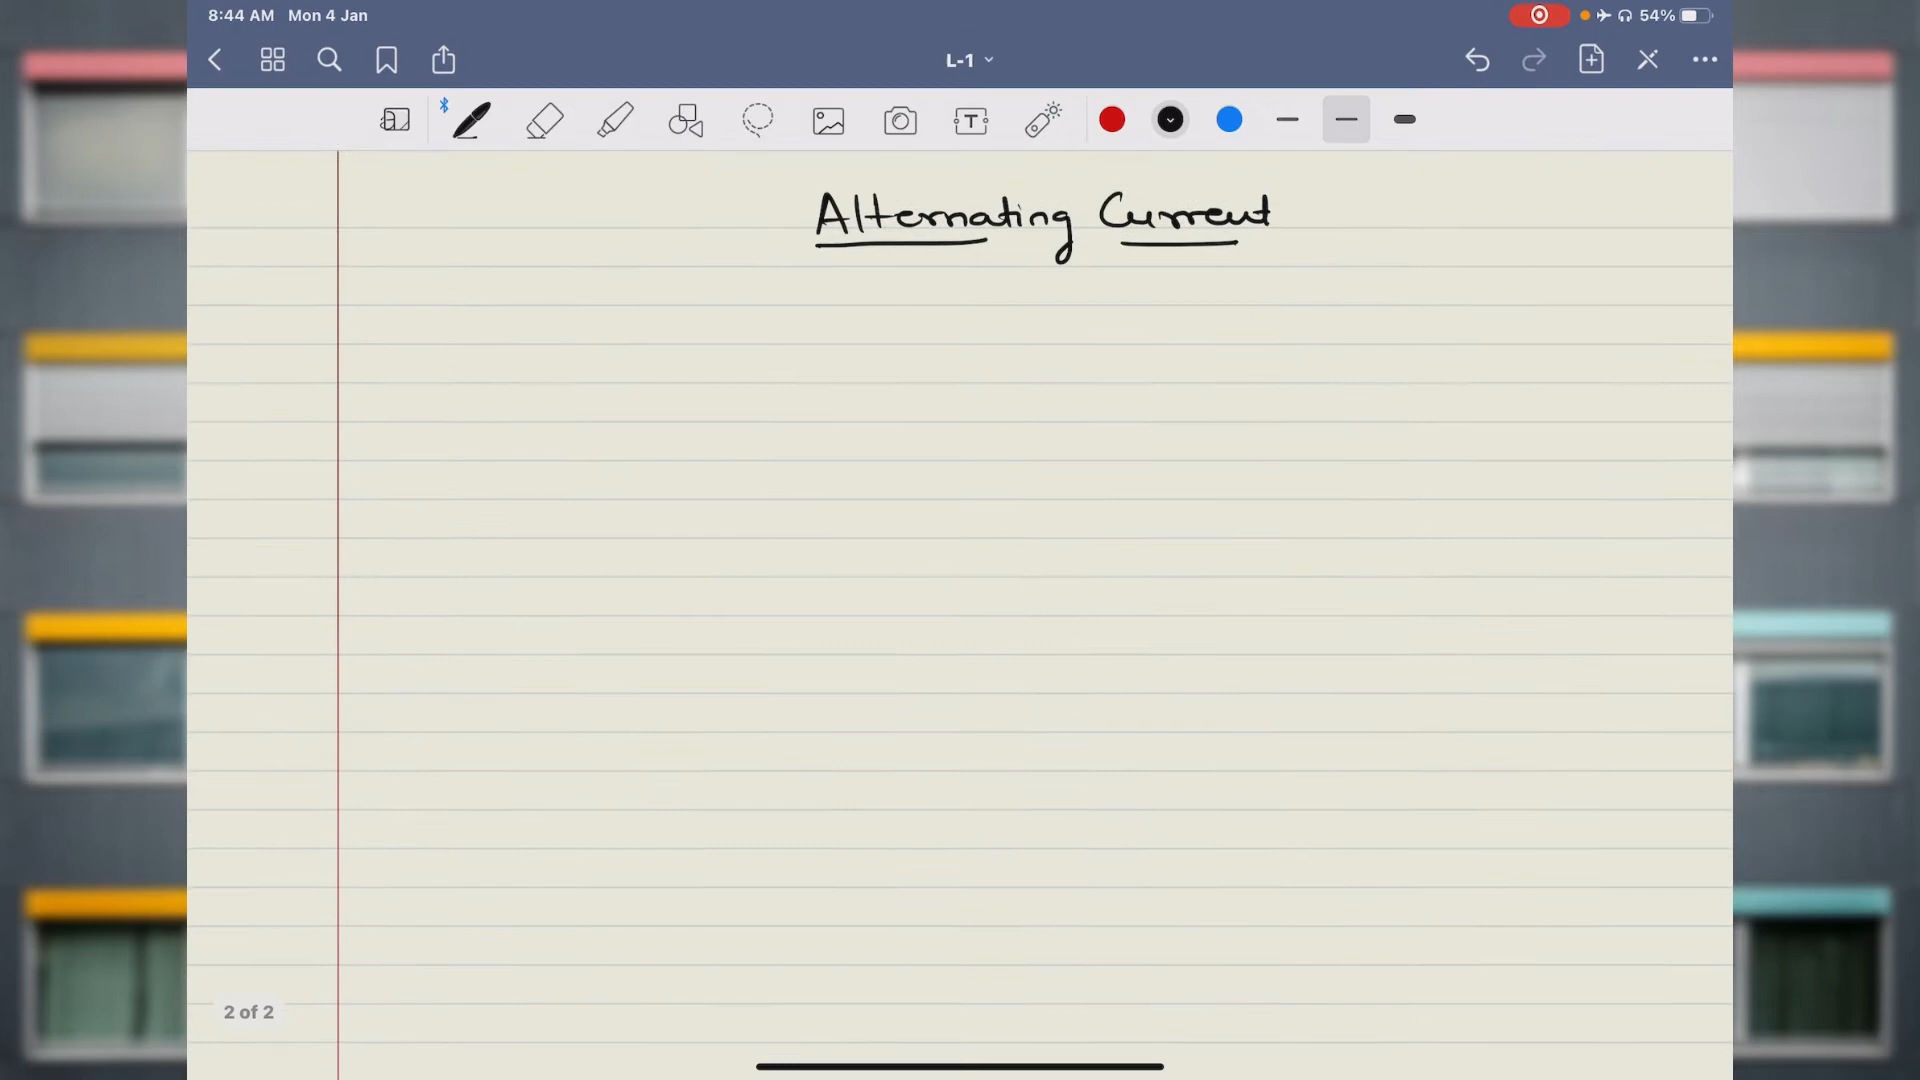 8:44 AM Mon 4 Jan
54%
L-1
T
Alternating Current
2 of 2